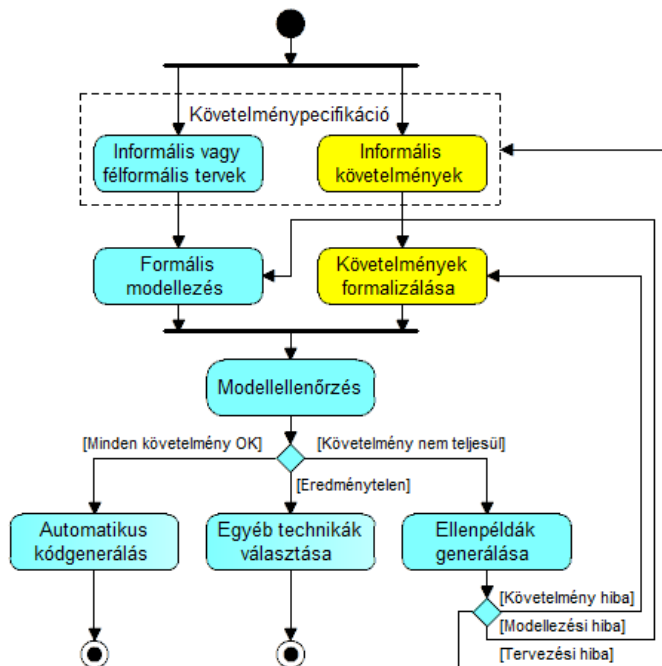 Követelménypecifikáció
Informális vagy
félformális tervek
Informális
követelmények
Formális
modellezés
Követelmények
formalizálása
Modellellenőrzés
[Minden követelmény OK]
[Követelmény nem teljesül]
[Eredménytelen]
Automatikus
kódgenerálás
Egyéb technikák
választása
Ellenpéldák
generálása
[Követelmény hiba]
[Modellezési hiba]
[Tervezési hiba]